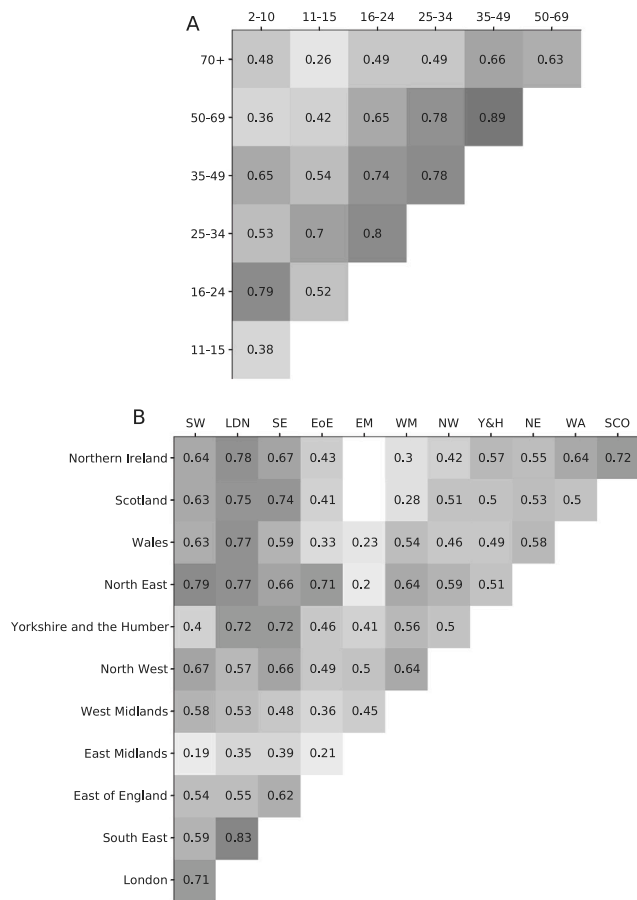 A
2-10 11-15 16-24 25-34 35-49 50-69
70+ 0.48 0.26 0.49 0.49 0.66 0.63
50-69 0.36 0.42 0.65 0.78 0.89
35-49 0.65 0.54 0.74 0.78
25-34 0.53 0.7 0.8
16-24 0.79 0.52
11-15 0.38
B
SW LDN SE EoE EM WM NW Y&H NE WA SCO
Northern Ireland 0.64 0.78 0.67 0.43 0.3 0.42 0.57 0.55 0.64 0.72
Scotland 0.63 0.75 0.74 0.41 0.28 0.51 0.5 0.53 0.5
Wales 0.63 0.77 0.59 0.33 0.23 0.54 0.46 0.49 0.58
North East 0.79 0.77 0.66 0.71 0.2 0.64 0.59 0.51
Yorkshire and the Humber 0.4 0.72 0.72 0.46 0.41 0.56 0.5
North West 0.67 0.57 0.66 0.49 0.5 0.64
West Midlands 0.58 0.53 0.48 0.36 0.45
East Midlands 0.19 0.35 0.39 0.21
East of England 0.54 0.55 0.62
South East 0.59 0.83
London 0.71